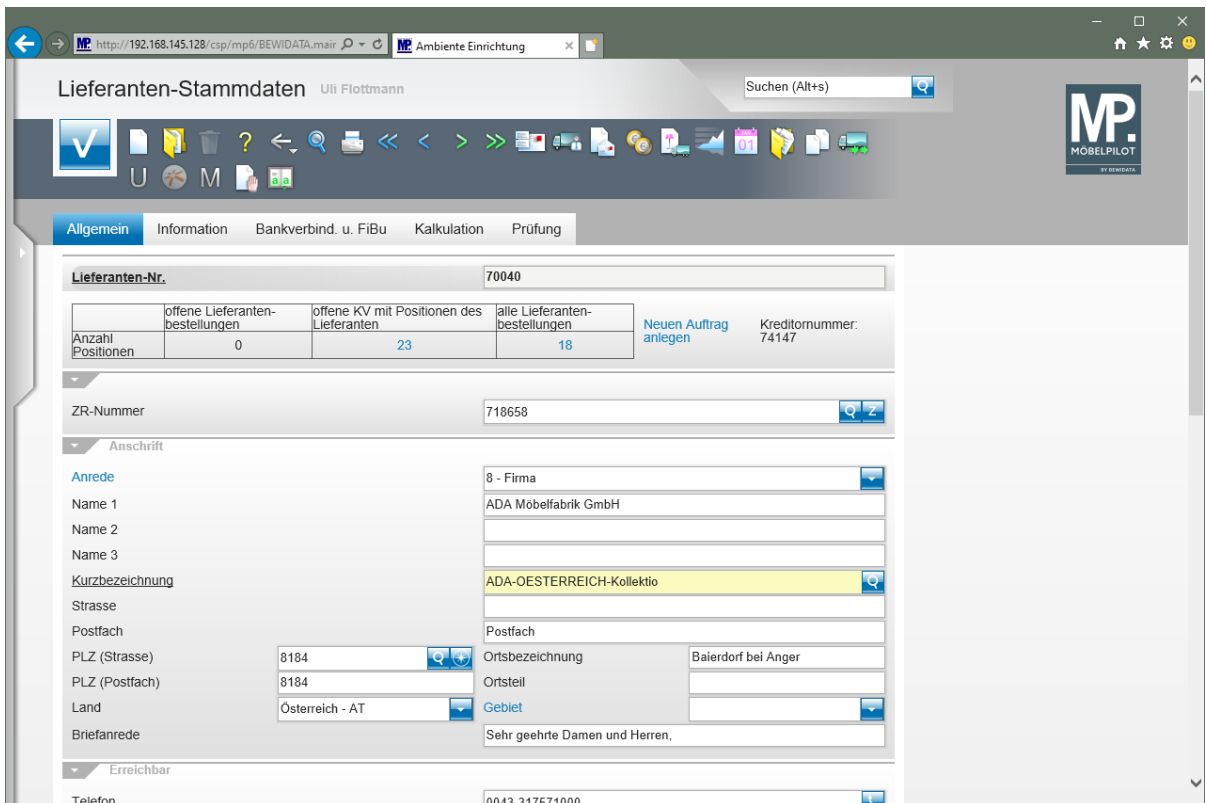 http://192.168.145.128/csp/mp6/BEWIDATA.mair
MP. Ambiente Einrichtung
Lieferanten-Stammdaten Uli Flottmann
Suchen (Alt+s)
MP.
MÖBELPILOT
BY BEWIDATA
01
U M a a
Allgemein Information Bankverbind. u. FiBu Kalkulation Prüfung
Lieferanten-Nr. 70040
offene Lieferanten-
bestellungen
offene KV mit Positionen des
Lieferanten
alle Lieferanten-
bestellungen
Anzahl
Positionen
0 23 18
Neuen Auftrag
anlegen
Kreditornummer:
74147
ZR-Nummer 718658 Z
Anschrift
Anrede 8 - Firma
Name 1 ADA Möbelfabrik GmbH
Name 2
Name 3
Kurzbezeichnung ADA-OESTERREICH-Kollektio
Strasse
Postfach Postfach
PLZ (Strasse) 8184 Ortsbezeichnung Baierdorf bei Anger
PLZ (Postfach) 8184 Ortsteil
Land Österreich - AT Gebiet
Briefanrede Sehr geehrte Damen und Herren,
Erreichbar
Telefon 0043-317571000